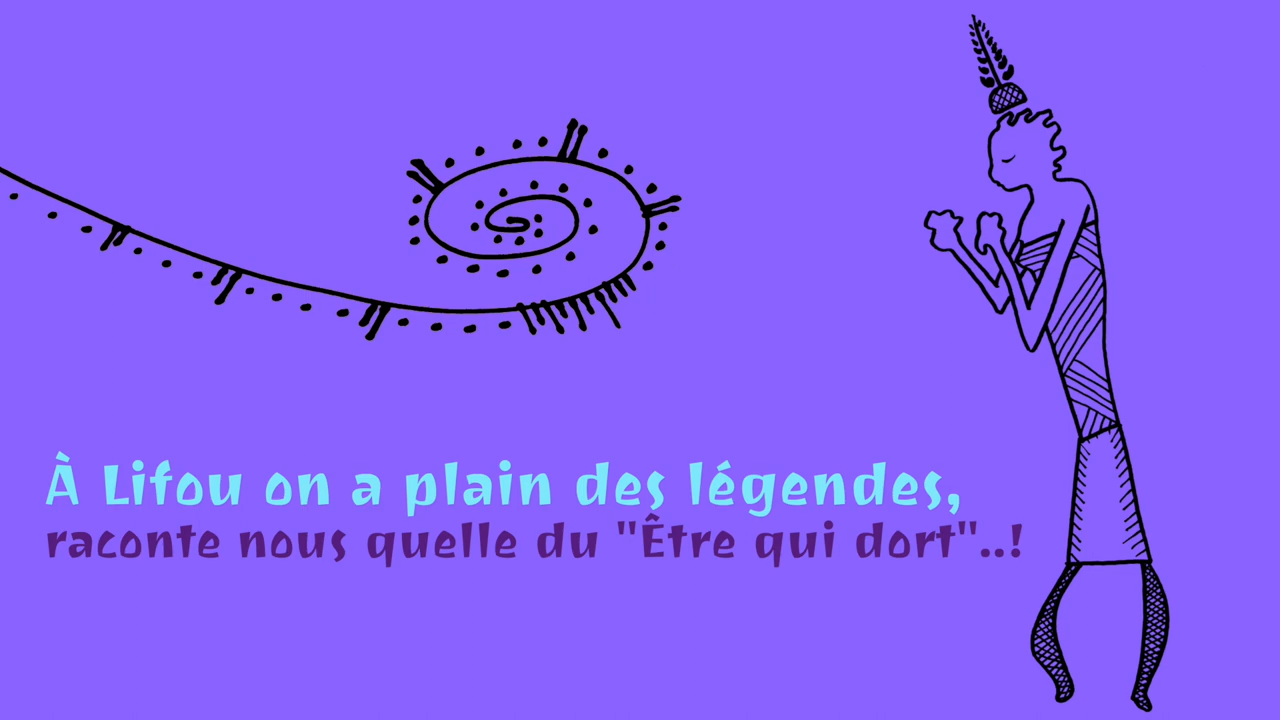 À Lifou on a plain des légendes,
raconte nous quelle du "Être qui dort"..!